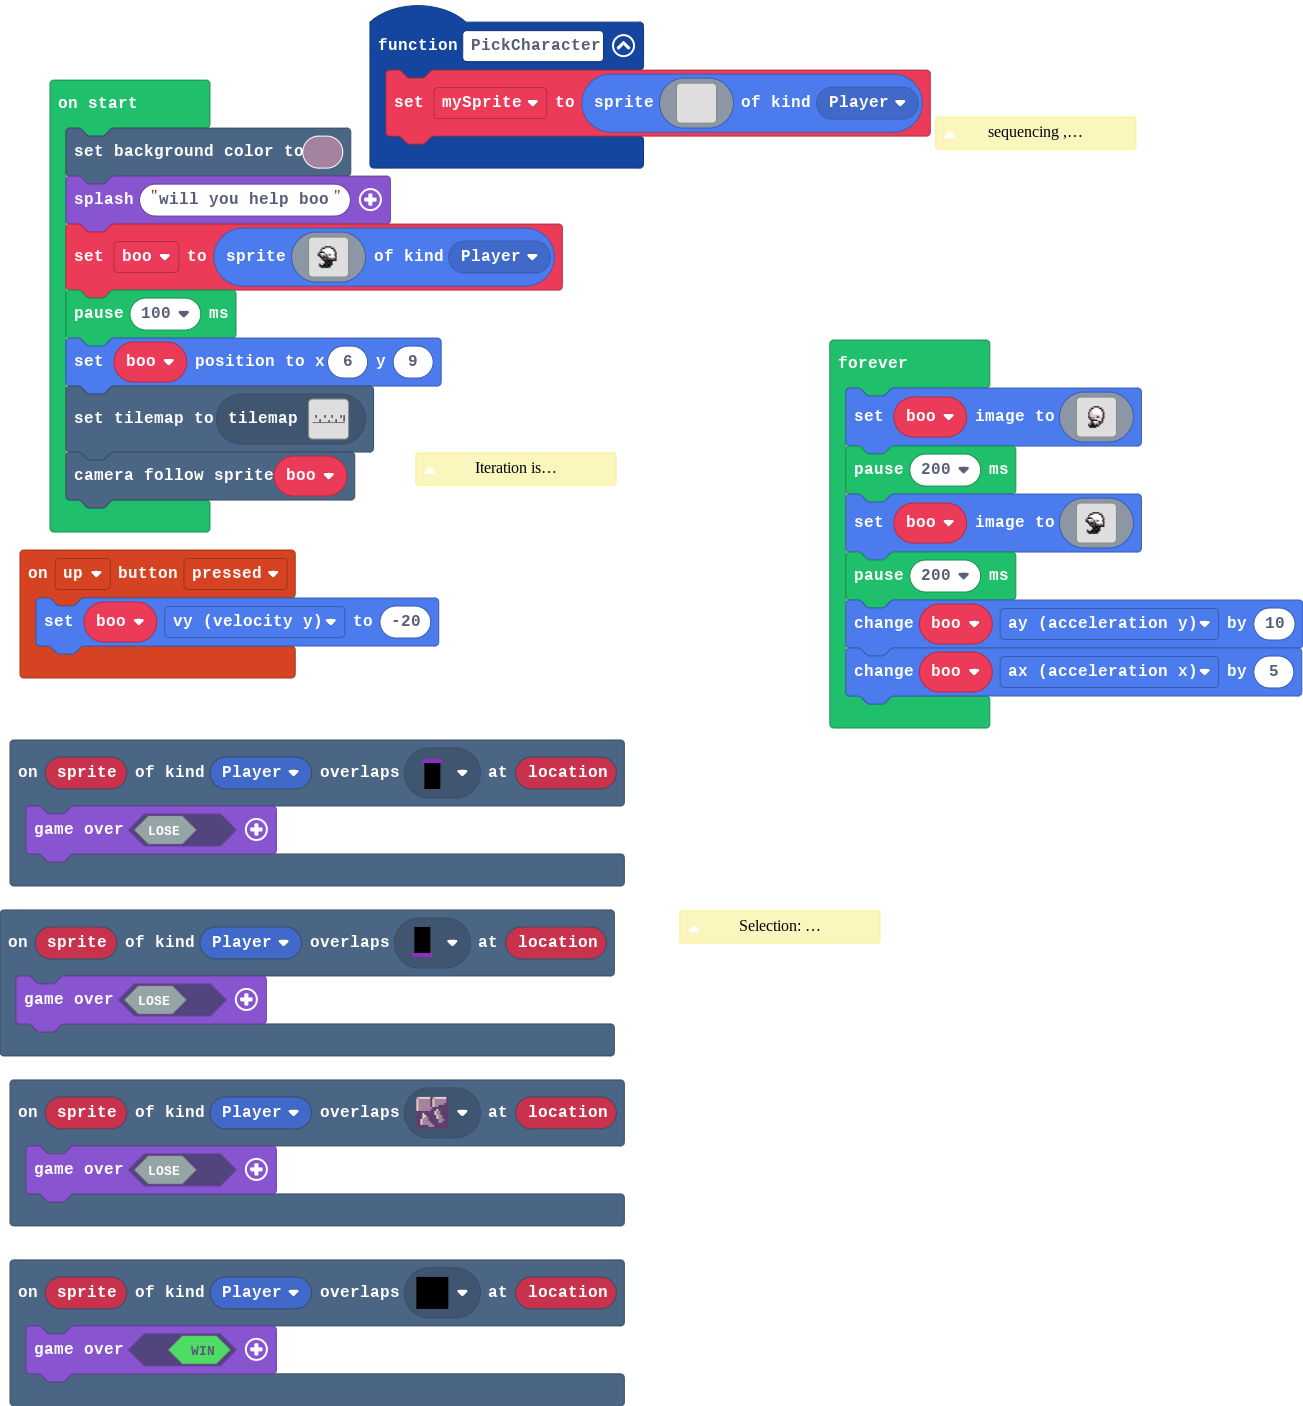 function PickCharacter
set mySprite to sprite of kind Player
sequencing ,…
on start
set background color to
splash "will you help boo"
set boo to sprite of kind Player
pause 100 ms
set boo position to x 6 y 9
set tilemap to tilemap
camera follow sprite boo
Iteration is…
forever
set boo image to
pause 200 ms
set boo image to
pause 200 ms
change boo ay (acceleration y) by 10
change boo ax (acceleration x) by 5
on up button pressed
set boo vy (velocity y) to -20
on sprite of kind Player overlaps at location
game over LOSE
on sprite of kind Player overlaps at location
game over LOSE
Selection: …
on sprite of kind Player overlaps at location
game over LOSE
on sprite of kind Player overlaps at location
game over WIN